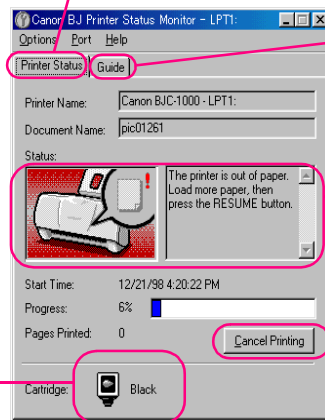 Canon BJ Printer Status Monitor - LPT1:
Options Port Help
Printer Status Guide
Printer Name: Canon BJC-1000 - LPT1:
Document Name: pic01261
Status:
The printer is out of paper.
Load more paper, then
press the RESUME button.
Start Time: 12/21/98 4:20:22 PM
Progress: 6%
Pages Printed: 0
Cancel Printing
Cartridge: Black